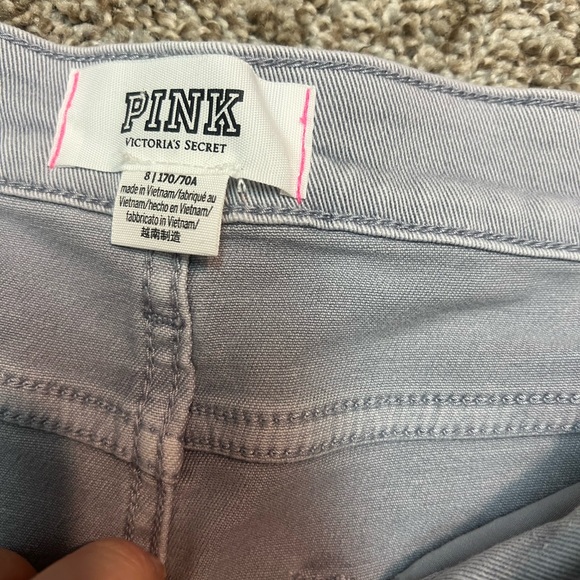 PINK
VICTORIA'S SECRET
8 | 170/70A
made in Vietnam/fabriqué au
Vietnam/hecho en Vietnam/
fabbricato in Vietnam/
越南制造